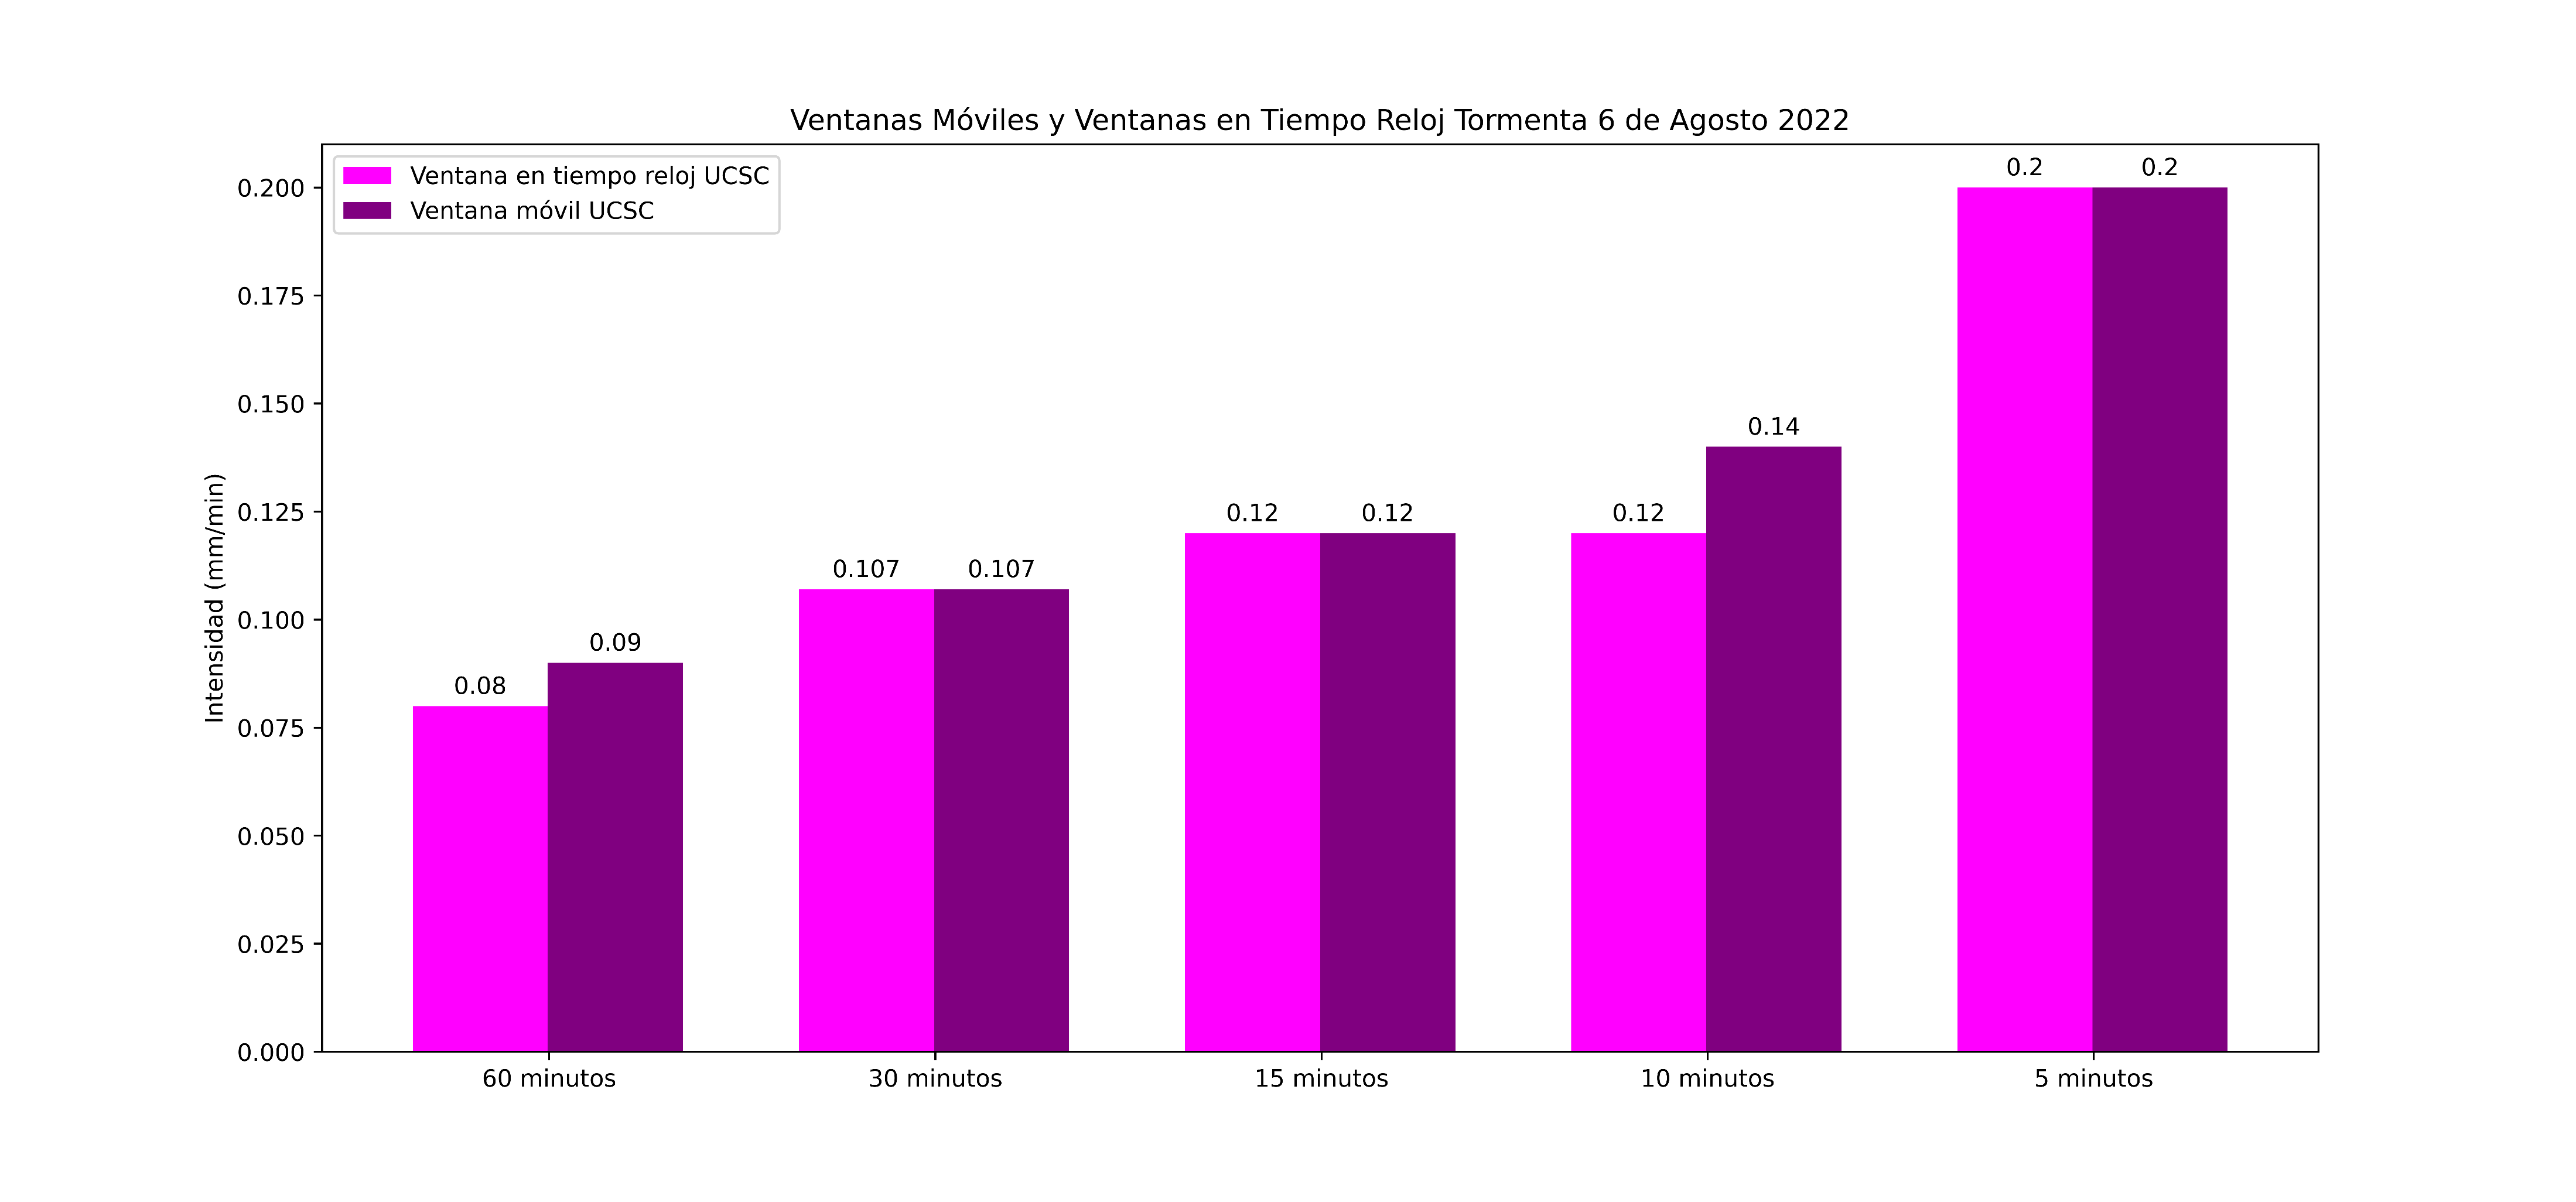 Ventanas Móviles y Ventanas en Tiempo Reloj Tormenta 6 de Agosto 2022
Ventana en tiempo reloj UCSC
Ventana móvil UCSC
Intensidad (mm/min)
0.200
0.175
0.150
0.125
0.100
0.075
0.050
0.025
0.000
0.08
0.09
0.107
0.107
0.12
0.12
0.12
0.14
0.2
0.2
60 minutos
30 minutos
15 minutos
10 minutos
5 minutos